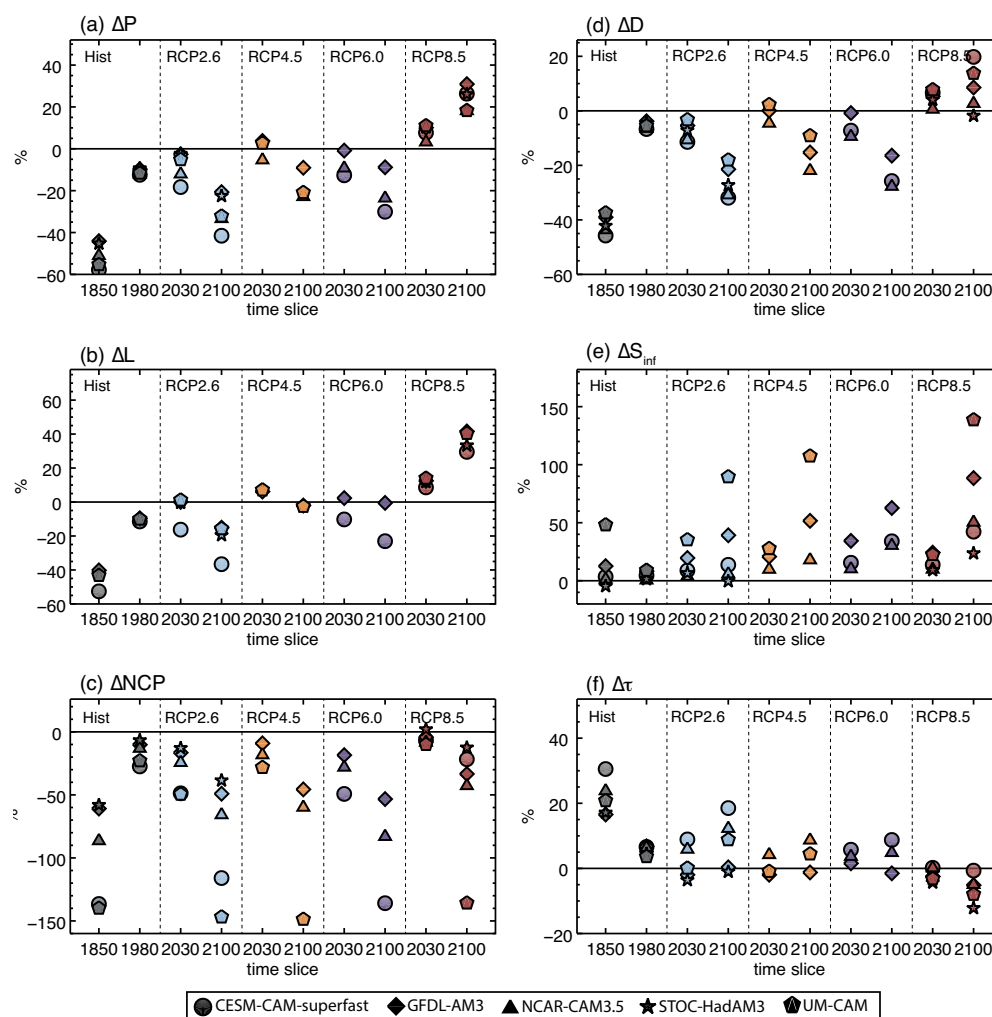 (a) ΔP
Hist RCP2.6 RCP4.5 RCP6.0 RCP8.5
40
20
0
−20
−40
−60
%
1850 1980 2030 2100 2030 2100 2030 2100 2030 2100
time slice
(d) ΔD
Hist RCP2.6 RCP4.5 RCP6.0 RCP8.5
20
0
−20
−40
−60
%
1850 1980 2030 2100 2030 2100 2030 2100 2030 2100
time slice
(b) ΔL
Hist RCP2.6 RCP4.5 RCP6.0 RCP8.5
60
40
20
0
−20
−40
−60
%
1850 1980 2030 2100 2030 2100 2030 2100 2030 2100
time slice
(e) ΔSinf
Hist RCP2.6 RCP4.5 RCP6.0 RCP8.5
150
100
50
0
%
1850 1980 2030 2100 2030 2100 2030 2100 2030 2100
time slice
(c) ΔNCP
Hist RCP2.6 RCP4.5 RCP6.0 RCP8.5
0
−50
−100
−150
%
1850 1980 2030 2100 2030 2100 2030 2100 2030 2100
time slice
(f) Δτ
Hist RCP2.6 RCP4.5 RCP6.0 RCP8.5
40
20
0
−20
%
1850 1980 2030 2100 2030 2100 2030 2100 2030 2100
time slice
CESM-CAM-superfast GFDL-AM3 NCAR-CAM3.5 STOC-HadAM3 UM-CAM